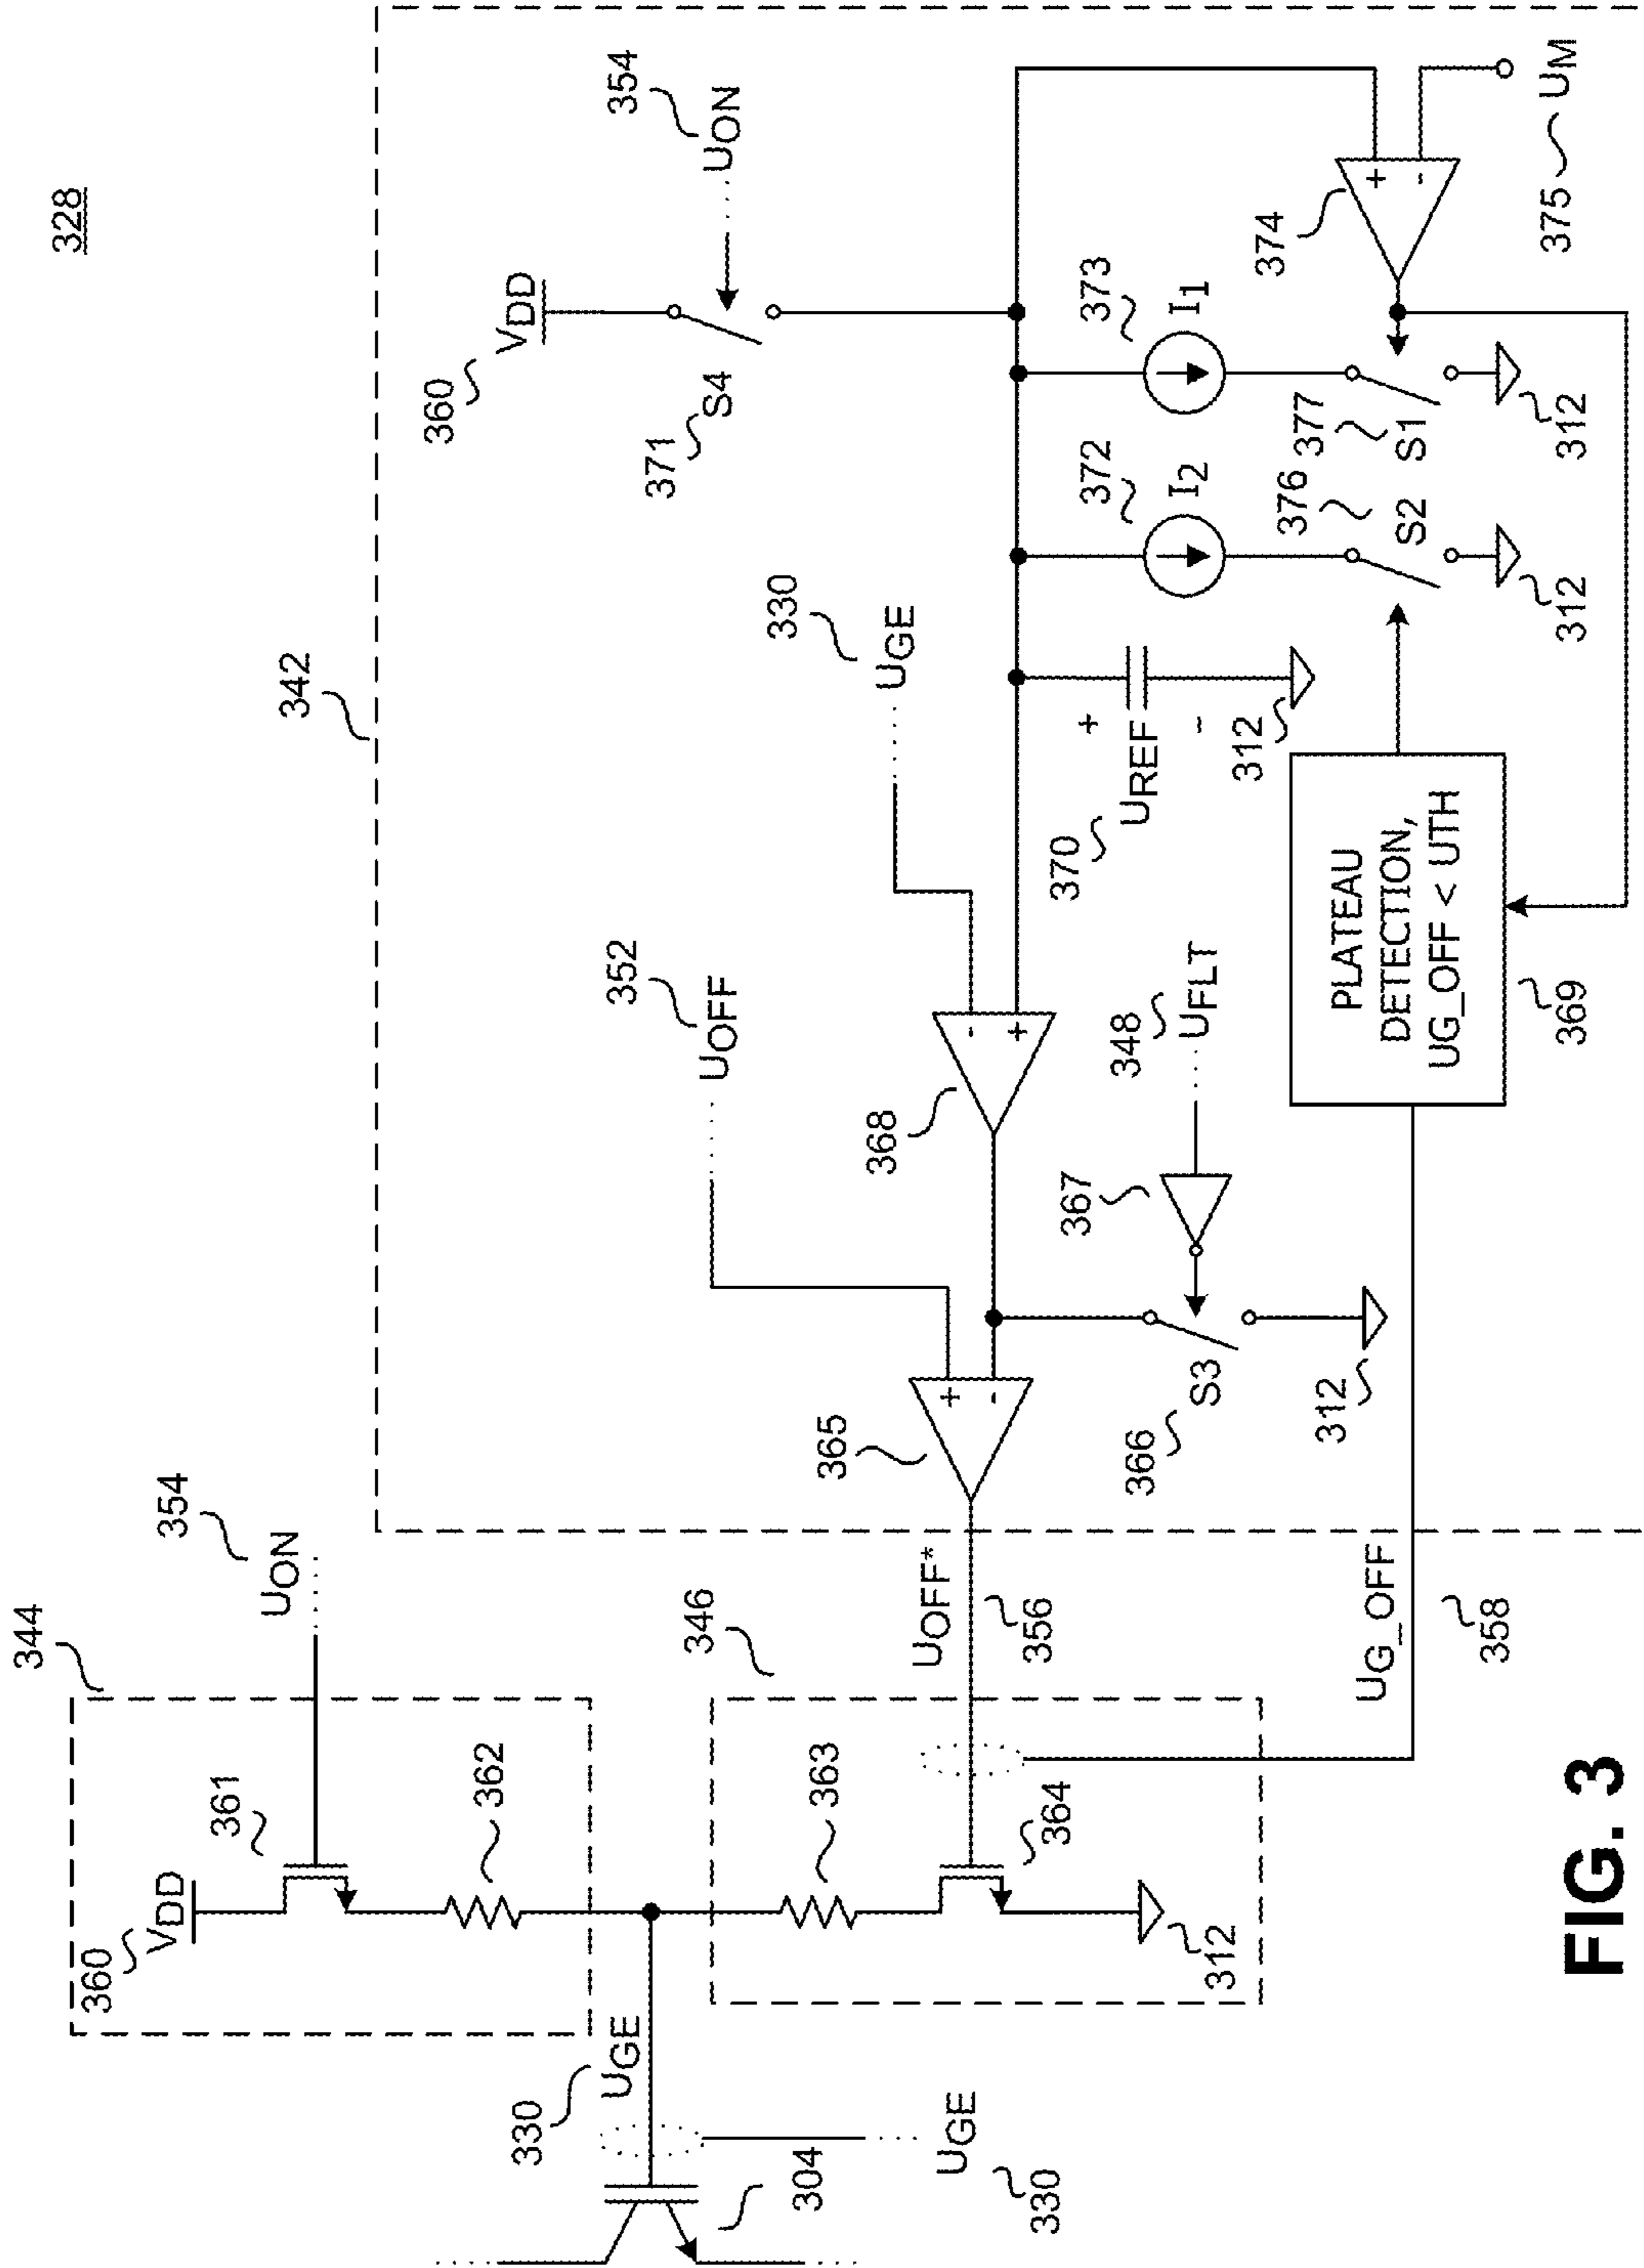 328
342
360
VDD
UON
354
371
S4
330
UGE
352
UOFF
373
I1
372
I2
374
375
UM
377
S1
376
S2
312
312
370
UREF
+
-
312
+
-
-
+
368
348
UFLT
367
PLATEAU
DETECTION,
UG_OFF < UTH
369
+
-
365
366
S3
312
344
354
UON
360
VDD
361
362
346
UOFF*
356
UG_OFF
358
363
364
312
330
UGE
304
UGE
330
FIG. 3